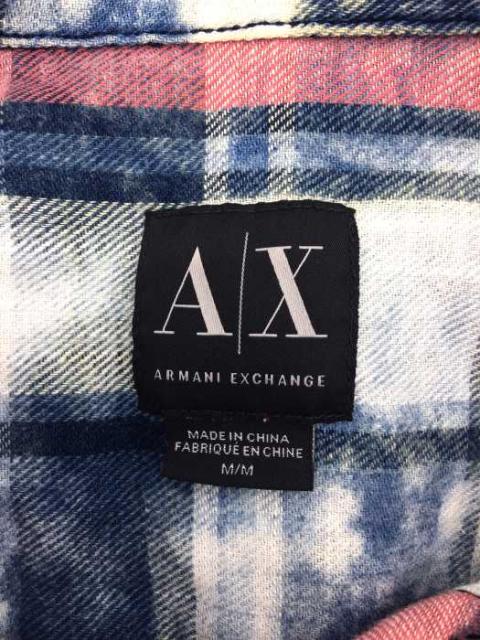 A|X
ARMANI EXCHANGE
MADE IN CHINA
FABRIQUÉ EN CHINE
M/M